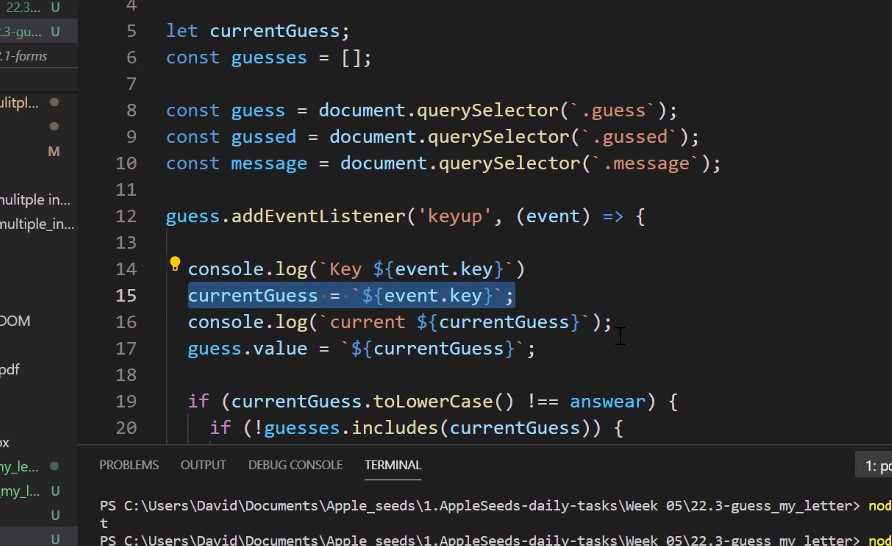 22.3... U
.3-gu... U
.1-forms
ulitpl...
M
mulitple in...
multiple_in...
DOM
pdf
ox
my_le...
_my_l... U
U
U
4
5 let currentGuess;
6 const guesses = [];
7
8 const guess = document.querySelector(`.guess`);
9 const gussed = document.querySelector(`.gussed`);
10 const message = document.querySelector(`.message`);
11
12 guess.addEventListener('keyup', (event) => {
13
14 console.log(`Key ${event.key}`)
15 currentGuess = `${event.key}`;
16 console.log(`current ${currentGuess}`);
17 guess.value = `${currentGuess}`;
18
19 if (currentGuess.toLowerCase() !== answear) {
20 if (!guesses.includes(currentGuess)) {
PROBLEMS OUTPUT DEBUG CONSOLE TERMINAL 1: po
PS C:\Users\David\Documents\Apple_seeds\1.AppleSeeds-daily-tasks\Week 05\22.3-guess_my_letter> nod
t
PS C:\Users\David\Documents\Apple_seeds\1.AppleSeeds-daily-tasks\Week 05\22.3-guess_my_letter> nod